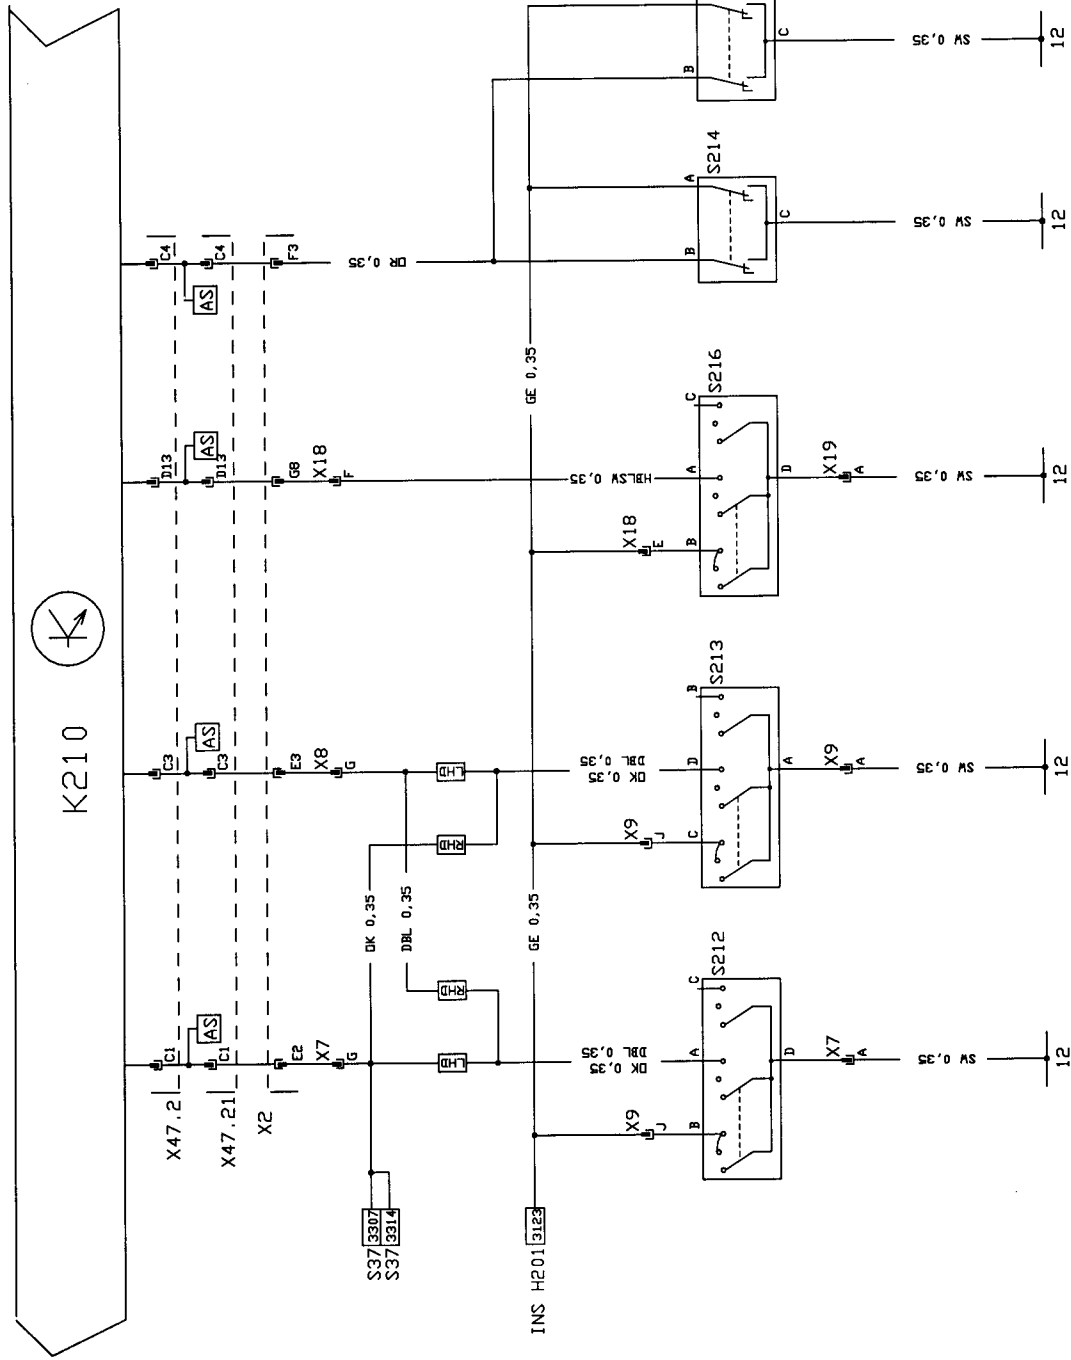 K210
X47.2
X47.21
X2
C1
AS
C1
E2
X7
G
C3
AS
C3
E3
X8
G
D13
AS
D13
G8
X18
F
C4
AS
C4
F3
OR 0,35
S37 3307
S37 3314
OK 0,35
DBL 0,35
LHD
RHD
RHD
LHD
INS H201 3123
GE 0,35
GE 0,35
OK 0,35
DBL 0,35
OK 0,35
DBL 0,35
HBLSW 0,35
X9
J
X9
J
X18
E
B
A
C
S212
D
X7
A
SW 0,35
12
C
D
B
S213
A
X9
A
SW 0,35
12
B
A
C
S216
D
X19
A
SW 0,35
12
B
A
S214
C
SW 0,35
12
B
C
SW 0,35
12